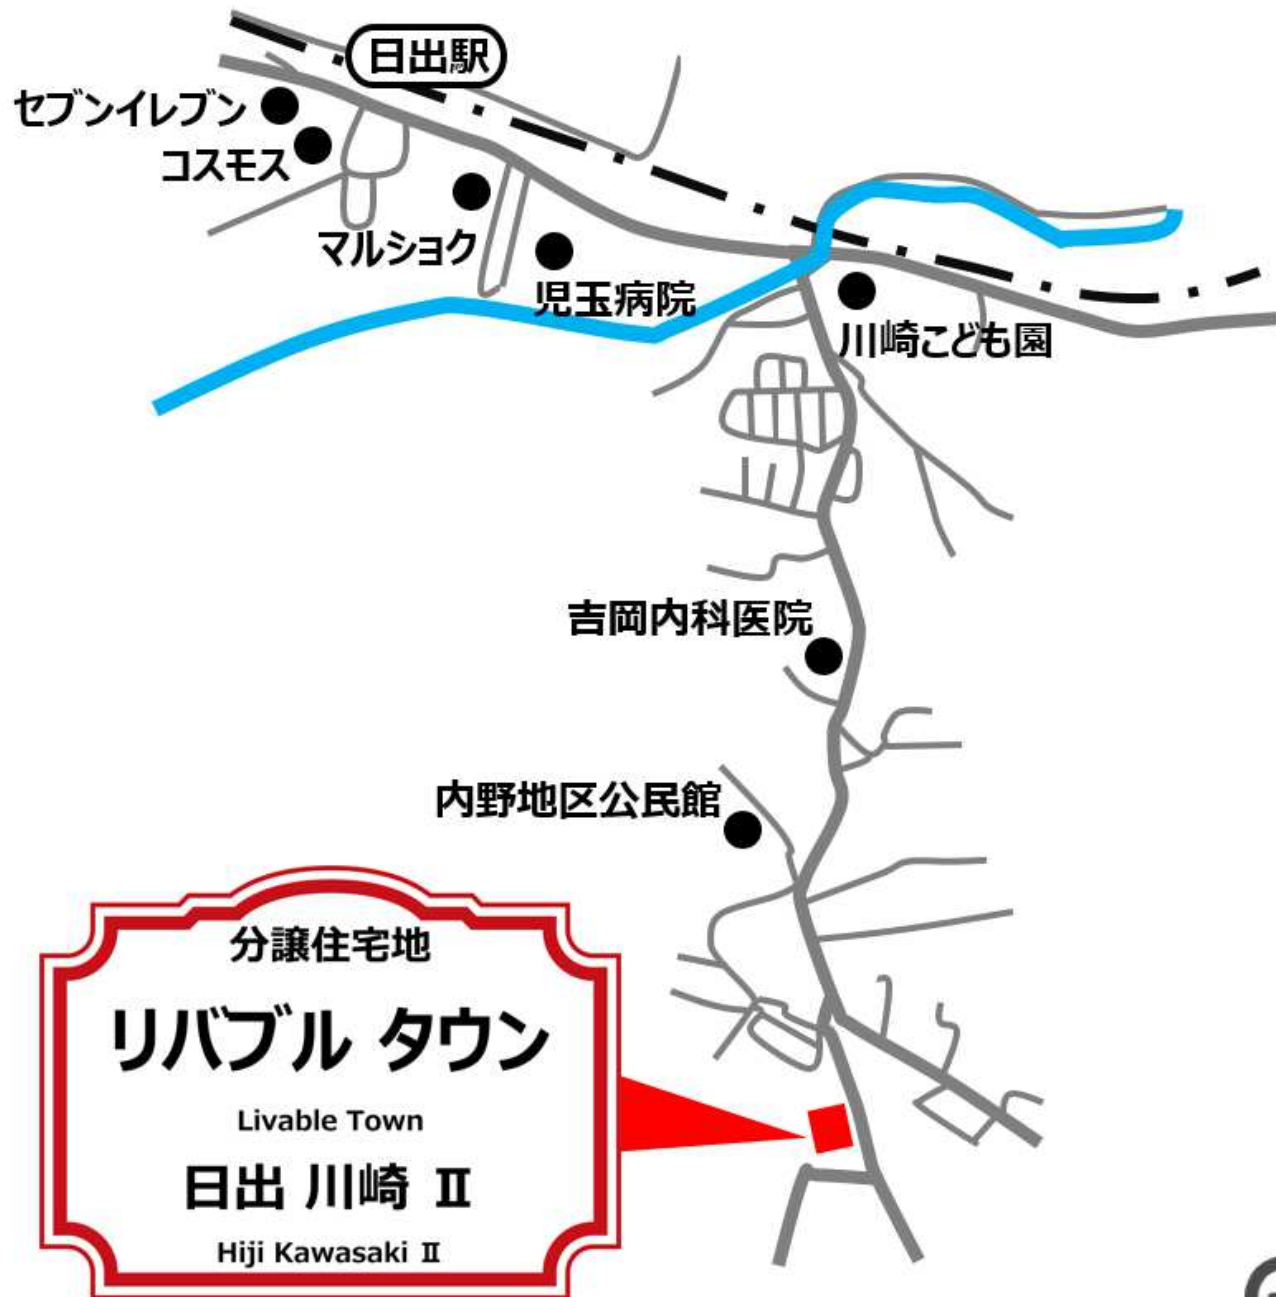 日出駅
セブンイレブン
コスモス
マルショク
児玉病院
川崎こども園
吉岡内科医院
内野地区公民館
分譲住宅地
リバブル タウン
Livable Town
日出 川崎 Ⅱ
Hiji Kawasaki Ⅱ